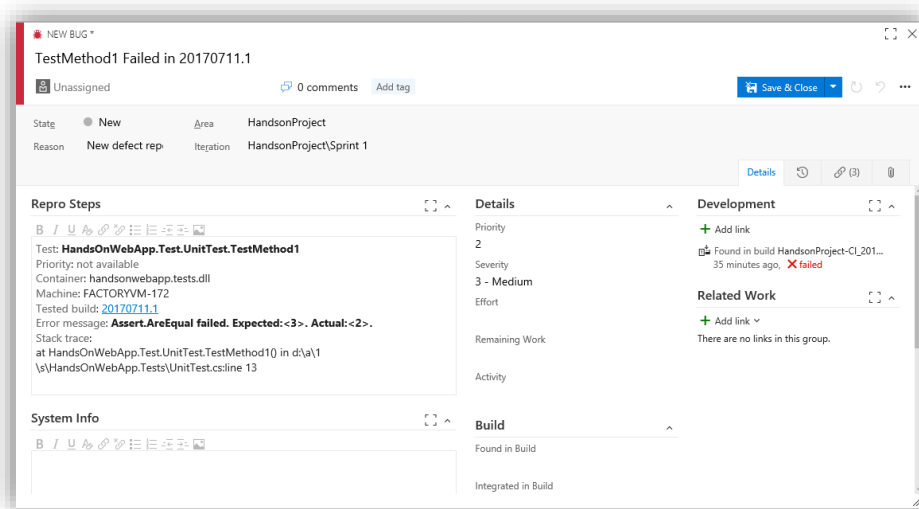 NEW BUG *
TestMethod1 Failed in 20170711.1
Unassigned
0 comments
Add tag
Save & Close
State
New
Area
HandsonProject
Reason
New defect rep
Iteration
HandsonProject\Sprint 1
Details
(3)
Repro Steps
B I U
Test: HandsOnWebApp.Test.UnitTest.TestMethod1
Priority: not available
Container: handsonwebapp.tests.dll
Machine: FACTORYVM-172
Tested build: 20170711.1
Error message: Assert.AreEqual failed. Expected:<3>. Actual:<2>.
Stack trace:
at HandsOnWebApp.Test.UnitTest.TestMethod1() in d:\a\1
\s\HandsOnWebApp.Tests\UnitTest.cs:line 13
System Info
B I U
Details
Priority
2
Severity
3 - Medium
Effort
Remaining Work
Activity
Build
Found in Build
Integrated in Build
Development
+ Add link
Found in build HandsonProject-CI_201...
35 minutes ago, failed
Related Work
+ Add link
There are no links in this group.